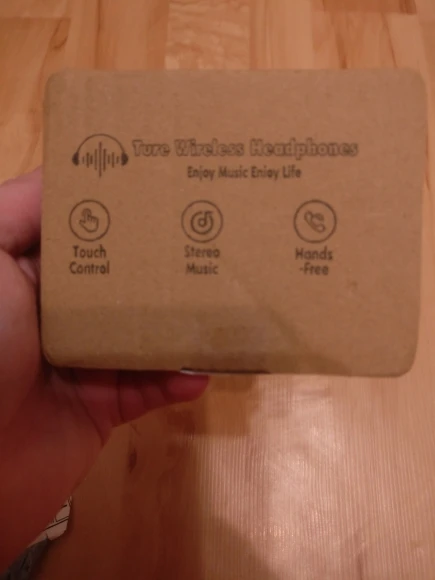 Ture Wireless Headphones
Enjoy Music Enjoy Life
Touch
Control
Stereo
Music
Hands
-Free